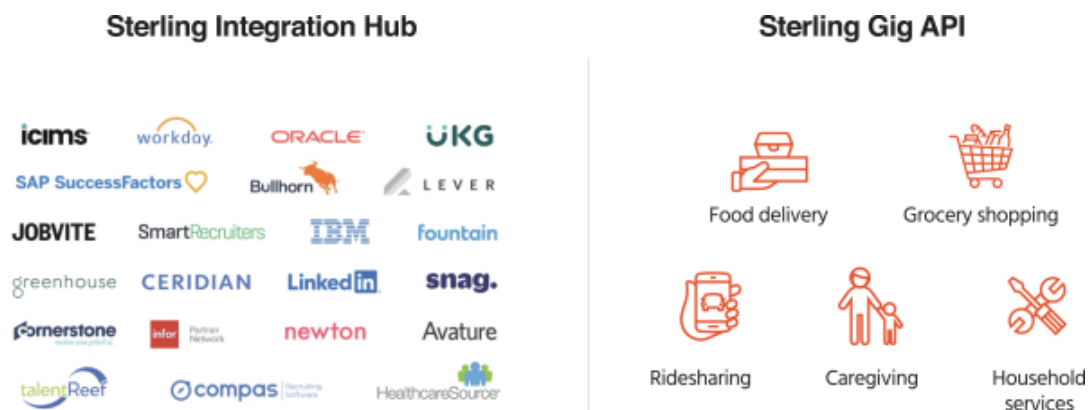 Sterling Integration Hub
icims
workday.
ORACLE
UKG
SAP SuccessFactors
Bullhorn
LEVER
JOBVITE
SmartRecruiters
IBM
fountain
greenhouse
CERIDIAN
Linked in
snag.
cornerstone
infor
Partner
Network
newton
Avature
talentReef
compas
Recruiting
Software
HealthcareSource
Sterling Gig API
Food delivery
Grocery shopping
Ridesharing
Caregiving
Household
services